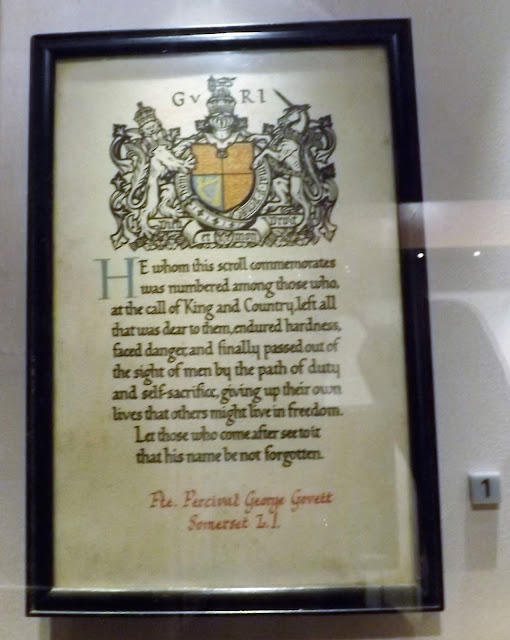 G V R I
Dieu et Mon Droit
HE whom this scroll commemorates
was numbered among those who,
at the call of King and Country, left all
that was dear to them, endured hardness,
faced danger, and finally passed out of
the sight of men by the path of duty
and self-sacrifice, giving up their own
lives that others might live in freedom.
Let those who come after see to it
that his name be not forgotten.
Pte. Percival George Govett
Somerset L.I.
1